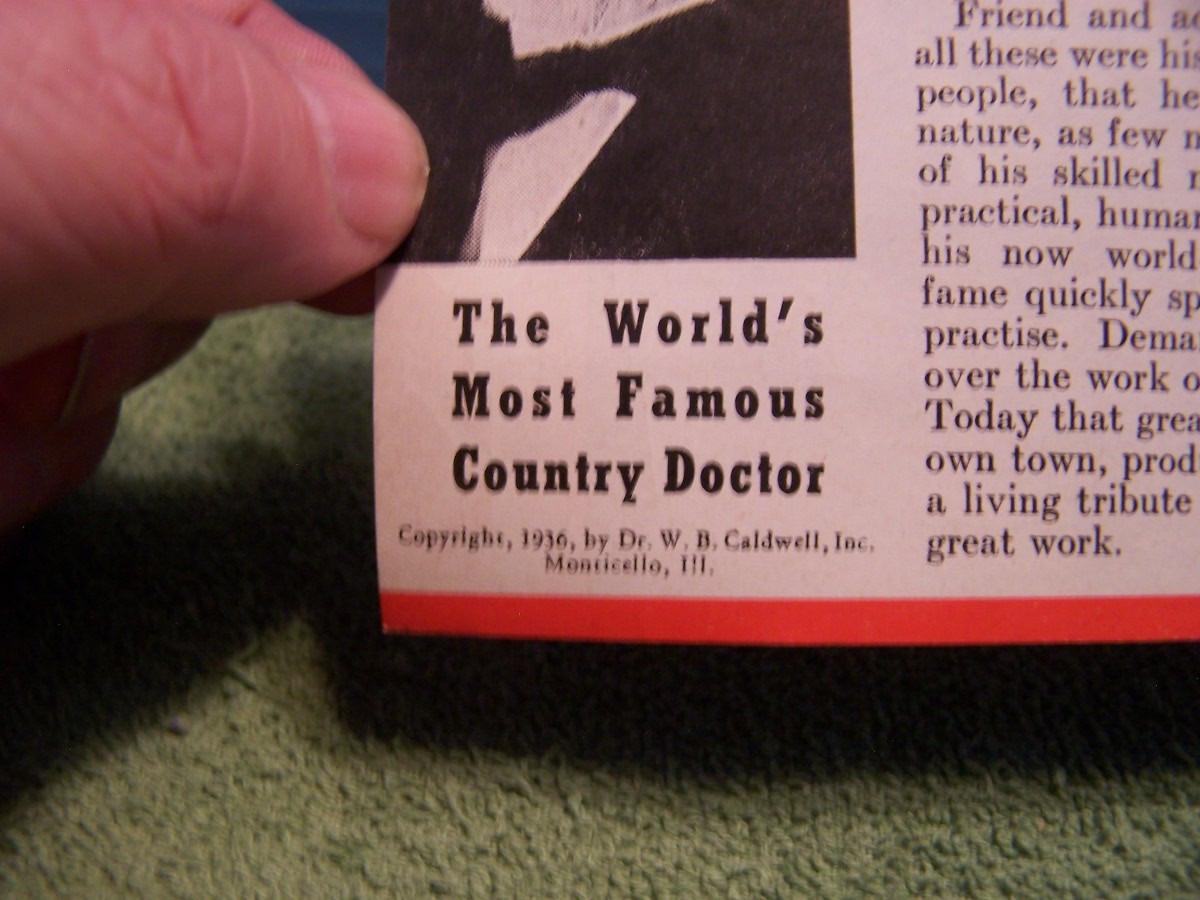 The World's
Most Famous
Country Doctor
Copyright, 1936, by Dr. W. B. Caldwell, Inc.
Monticello, Ill.
Friend and
all these were his
people, that he
nature, as few
of his skilled
practical,
his now world
fame quickly
practise.
over the work
Today that
own town,
a living tribute
great work.